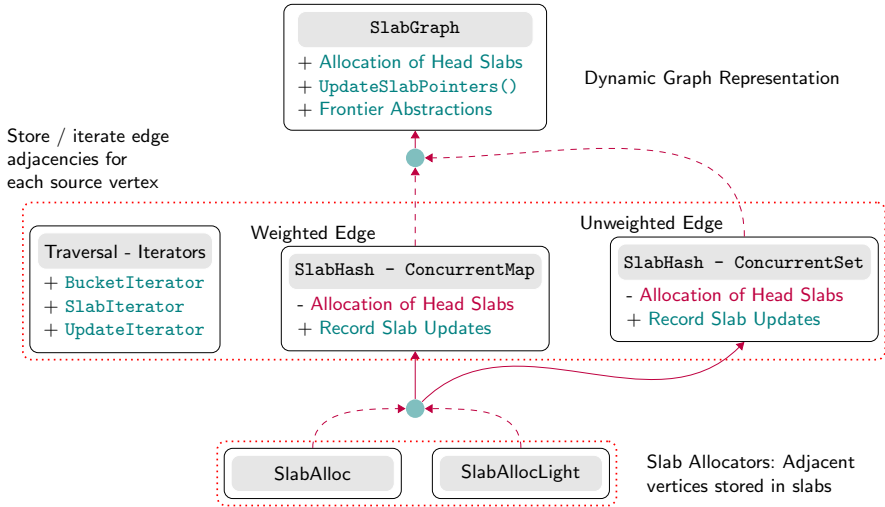 SlabGraph
+ Allocation of Head Slabs
+ UpdateSlabPointers()
+ Frontier Abstractions
Dynamic Graph Representation
Store / iterate edge
adjacencies for
each source vertex
Traversal - Iterators
+ BucketIterator
+ SlabIterator
+ UpdateIterator
Weighted Edge
SlabHash - ConcurrentMap
- Allocation of Head Slabs
+ Record Slab Updates
Unweighted Edge
SlabHash - ConcurrentSet
- Allocation of Head Slabs
+ Record Slab Updates
SlabAlloc
SlabAllocLight
Slab Allocators: Adjacent
vertices stored in slabs